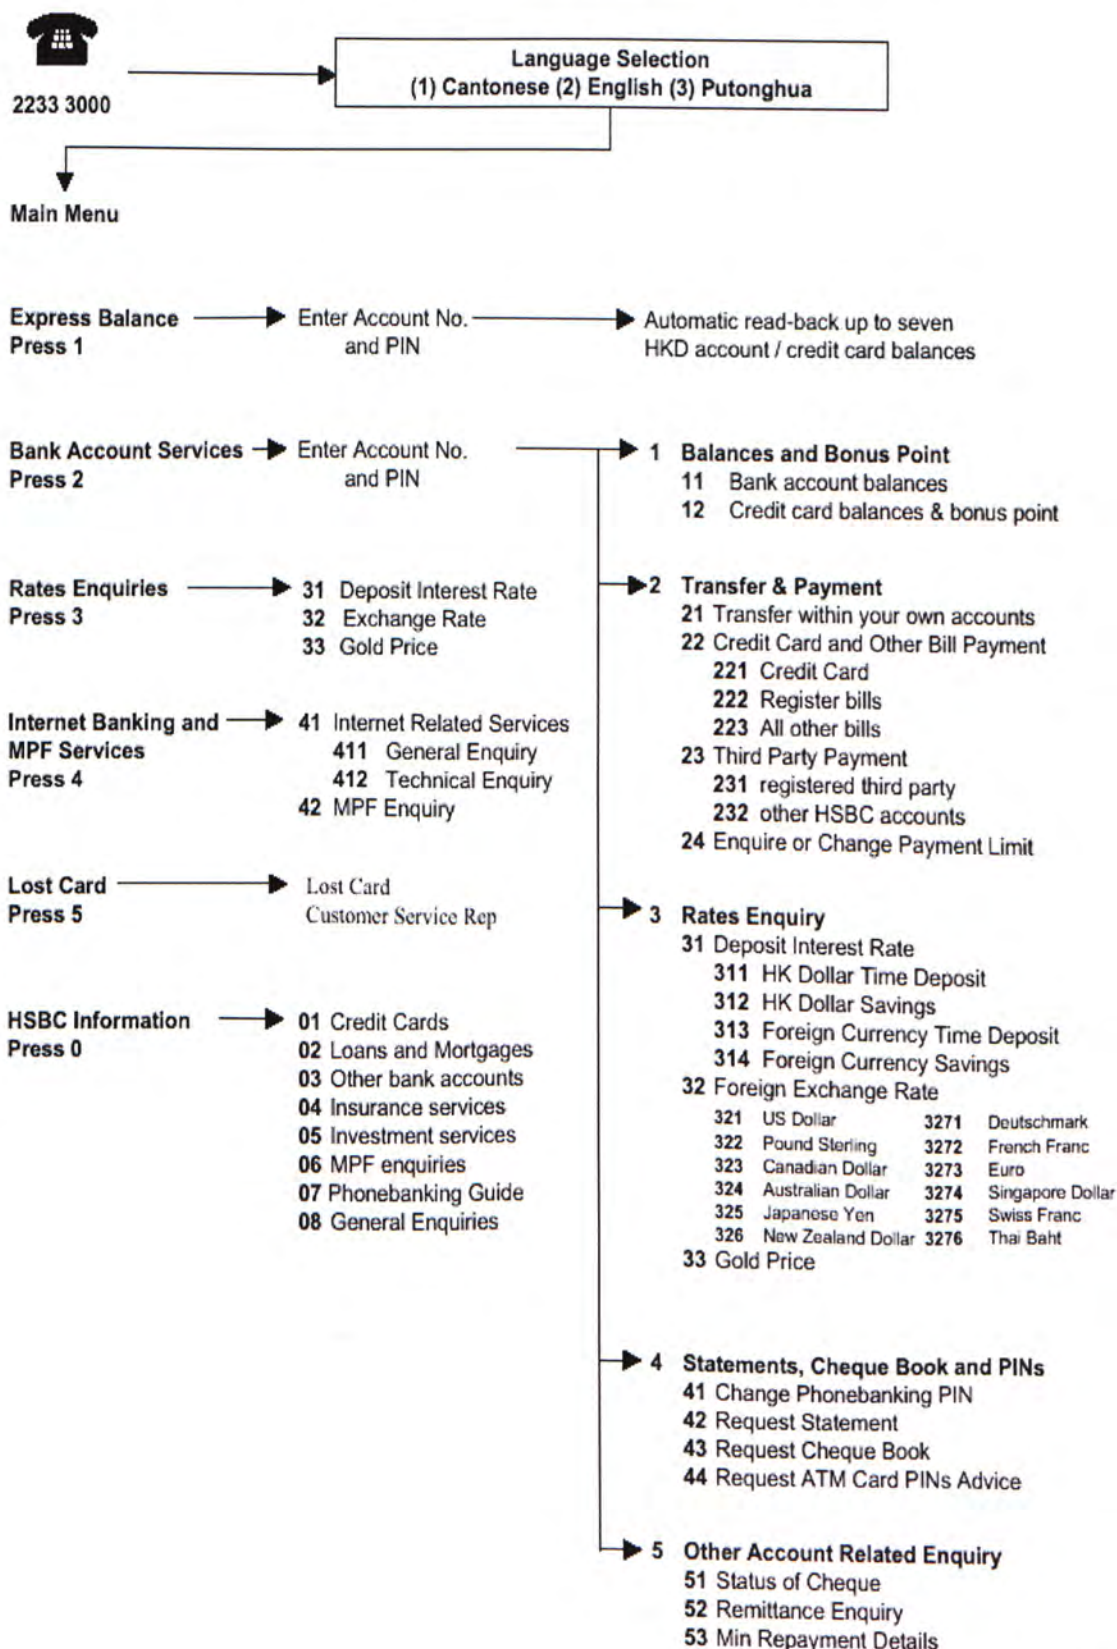 2233 3000
Language Selection
(1) Cantonese (2) English (3) Putonghua
Main Menu
Express Balance
Press 1
Enter Account No.
and PIN
Automatic read-back up to seven
HKD account / credit card balances
Bank Account Services
Press 2
Enter Account No.
and PIN
1 Balances and Bonus Point
11 Bank account balances
12 Credit card balances & bonus point
Rates Enquiries
Press 3
31 Deposit Interest Rate
32 Exchange Rate
33 Gold Price
2 Transfer & Payment
21 Transfer within your own accounts
22 Credit Card and Other Bill Payment
221 Credit Card
222 Register bills
223 All other bills
23 Third Party Payment
231 registered third party
232 other HSBC accounts
24 Enquire or Change Payment Limit
Internet Banking and
MPF Services
Press 4
41 Internet Related Services
411 General Enquiry
412 Technical Enquiry
42 MPF Enquiry
Lost Card
Press 5
Lost Card
Customer Service Rep
3 Rates Enquiry
31 Deposit Interest Rate
311 HK Dollar Time Deposit
312 HK Dollar Savings
313 Foreign Currency Time Deposit
314 Foreign Currency Savings
32 Foreign Exchange Rate
321 US Dollar 3271 Deutschmark
322 Pound Sterling 3272 French Franc
323 Canadian Dollar 3273 Euro
324 Australian Dollar 3274 Singapore Dollar
325 Japanese Yen 3275 Swiss Franc
326 New Zealand Dollar 3276 Thai Baht
33 Gold Price
HSBC Information
Press 0
01 Credit Cards
02 Loans and Mortgages
03 Other bank accounts
04 Insurance services
05 Investment services
06 MPF enquiries
07 Phonebanking Guide
08 General Enquiries
4 Statements, Cheque Book and PINs
41 Change Phonebanking PIN
42 Request Statement
43 Request Cheque Book
44 Request ATM Card PINs Advice
5 Other Account Related Enquiry
51 Status of Cheque
52 Remittance Enquiry
53 Min Repayment Details